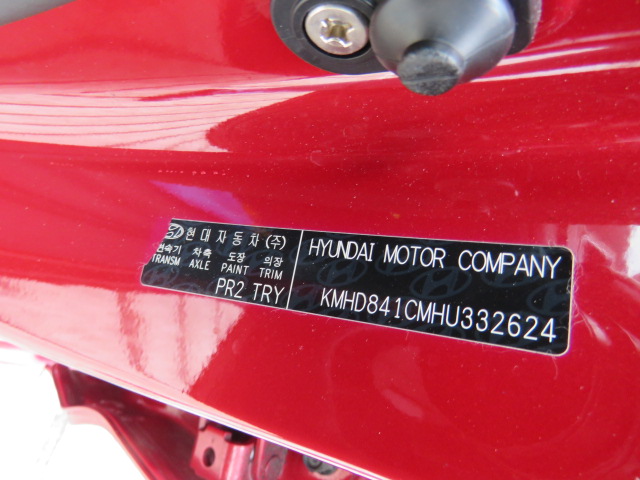 현대자동차(주)
변속기 차축 도장 의장
TRANSM AXLE PAINT TRIM
PR2 TRY
HYUNDAI MOTOR COMPANY
KMHD841CMHU332624